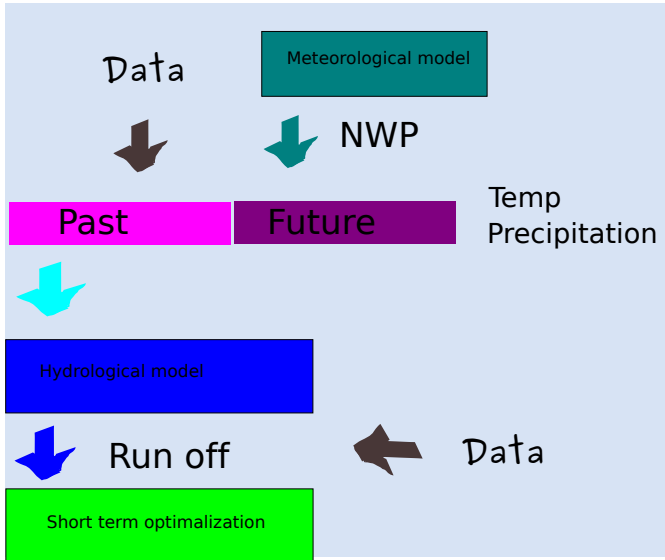 Data
Meteorological model
NWP
Past
Future
Temp
Precipitation
Hydrological model
Run off
Data
Short term optimalization